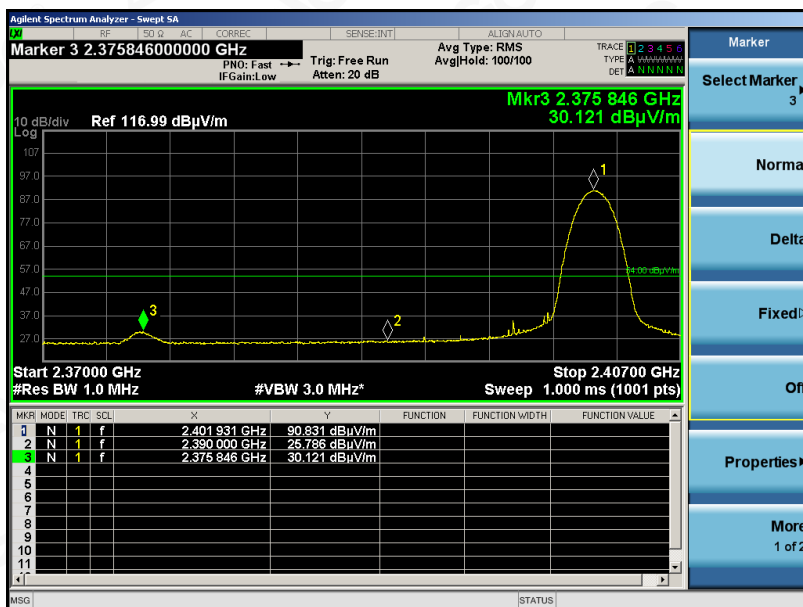 Agilent Spectrum Analyzer - Swept SA
LXI RF 50 Ω AC CORREC SENSE:INT ALIGN AUTO
Marker 3 2.375846000000 GHz
PNO: Fast
IFGain:Low
Trig: Free Run
Atten: 20 dB
Avg Type: RMS
Avg|Hold: 100/100
TRACE 1 2 3 4 5 6
TYPE A W W W W W
DET A N N N N N
Mkr3 2.375 846 GHz
30.121 dBµV/m
10 dB/div Ref 116.99 dBµV/m
Log
107
97.0
87.0
77.0
67.0
57.0
47.0
37.0
27.0
1
2
3
54.00 dBµV/m
Start 2.37000 GHz Stop 2.40700 GHz
#Res BW 1.0 MHz #VBW 3.0 MHz* Sweep 1.000 ms (1001 pts)
MKR MODE TRC SCL X Y FUNCTION FUNCTION WIDTH FUNCTION VALUE
1 N 1 f 2.401 931 GHz 90.831 dBµV/m
2 N 1 f 2.390 000 GHz 25.786 dBµV/m
3 N 1 f 2.375 846 GHz 30.121 dBµV/m
4
5
6
7
8
9
10
11
MSG STATUS
Marker
Select Marker
3
Norma
Delta
Fixed
Of
Properties
More
1 of 2